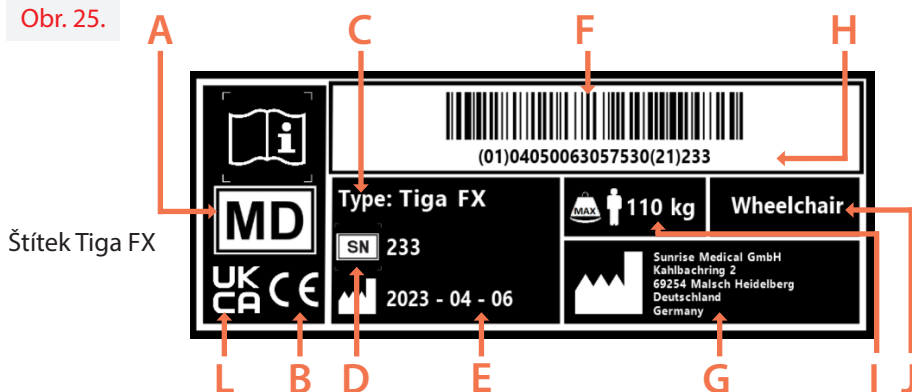 Obr. 25.
A C F H
(01)04050063057530(21)233
MD
Type: Tiga FX
SN 233
2023 - 04 - 06
MAX 110 kg
Wheelchair
Sunrise Medical GmbH
Kahlbachring 2
69254 Malsch Heidelberg
Deutschland
Germany
Štítek Tiga FX
UK
CA CE
L B D E G I J